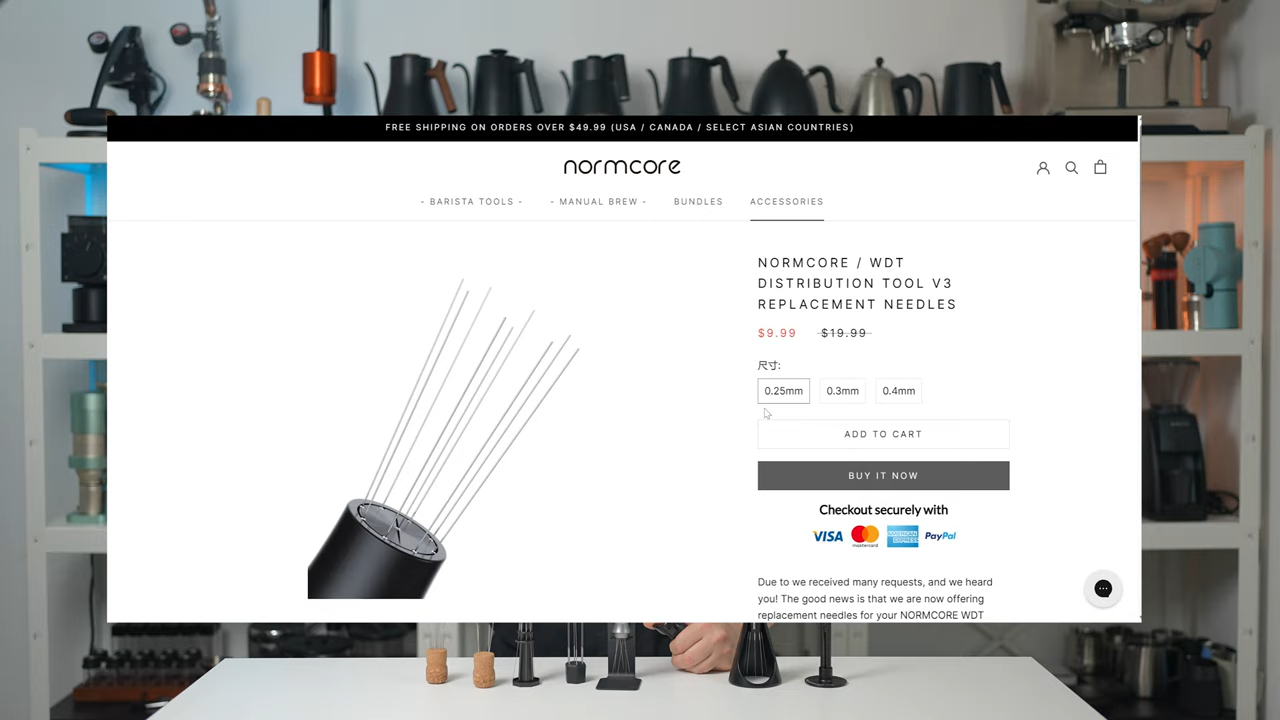 FREE SHIPPING ON ORDERS OVER $49.99 (USA / CANADA / SELECT ASIAN COUNTRIES)
normcore
- BARISTA TOOLS -
- MANUAL BREW -
BUNDLES
ACCESSORIES
NORMCORE / WDT
DISTRIBUTION TOOL V3
REPLACEMENT NEEDLES
$9.99 $19.99
尺寸:
0.25mm 0.3mm 0.4mm
ADD TO CART
BUY IT NOW
Checkout securely with
VISA mastercard AMERICAN EXPRESS PayPal
Due to we received many requests, and we heard
you! The good news is that we are now offering
replacement needles for your NORMCORE WDT